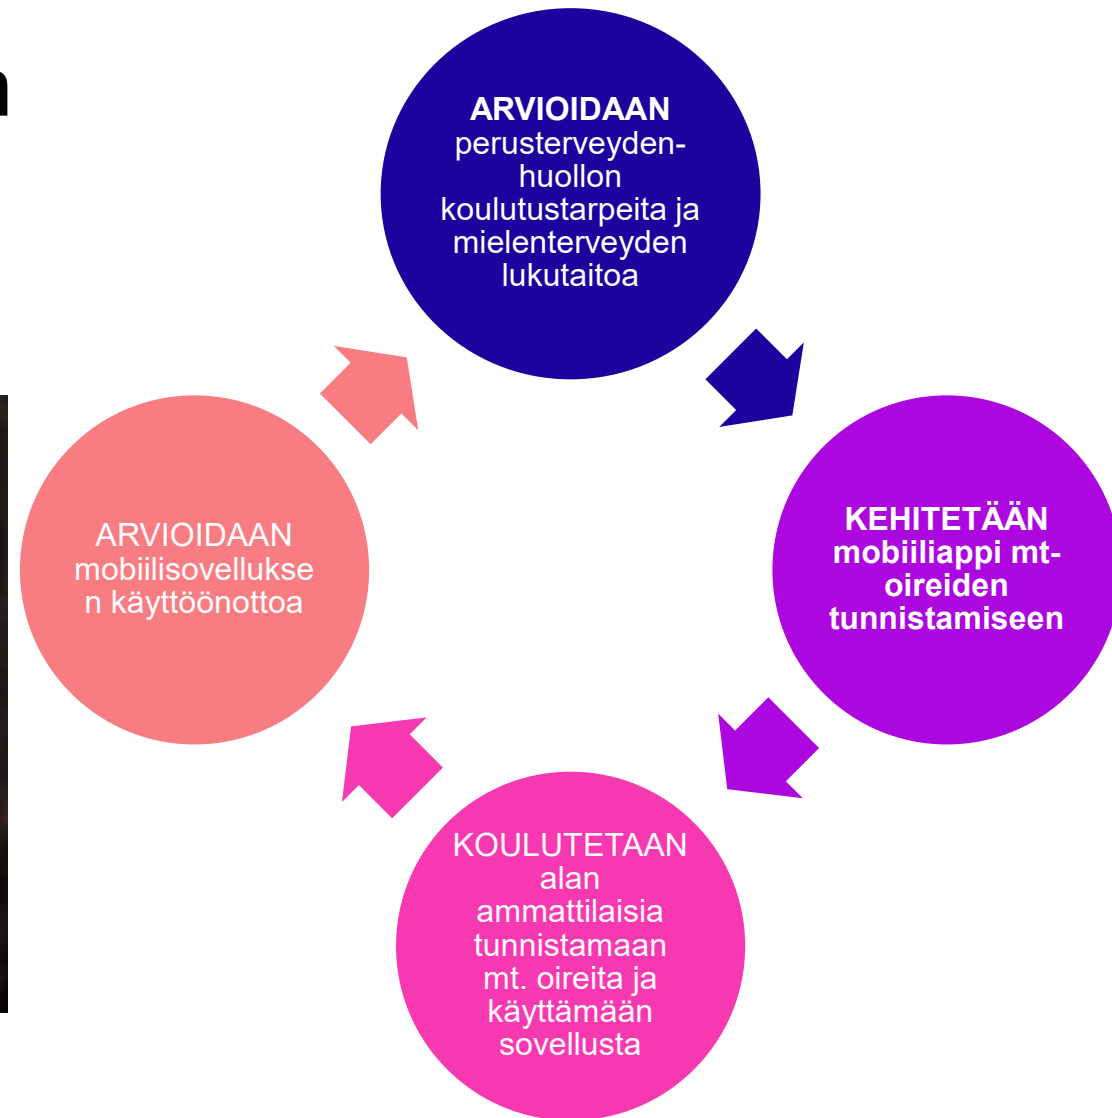 n
ARVIOIDAAN
perusterveyden-
huollon
koulutustarpeita ja
mielenterveyden
lukutaitoa
KEHITETÄÄN
mobiiliappi mt-
oireiden
tunnistamiseen
KOULUTETAAN
alan
ammattilaisia
tunnistamaan
mt. oireita ja
käyttämään
sovellusta
ARVIOIDAAN
mobiilisovellukse
n käyttöönottoa